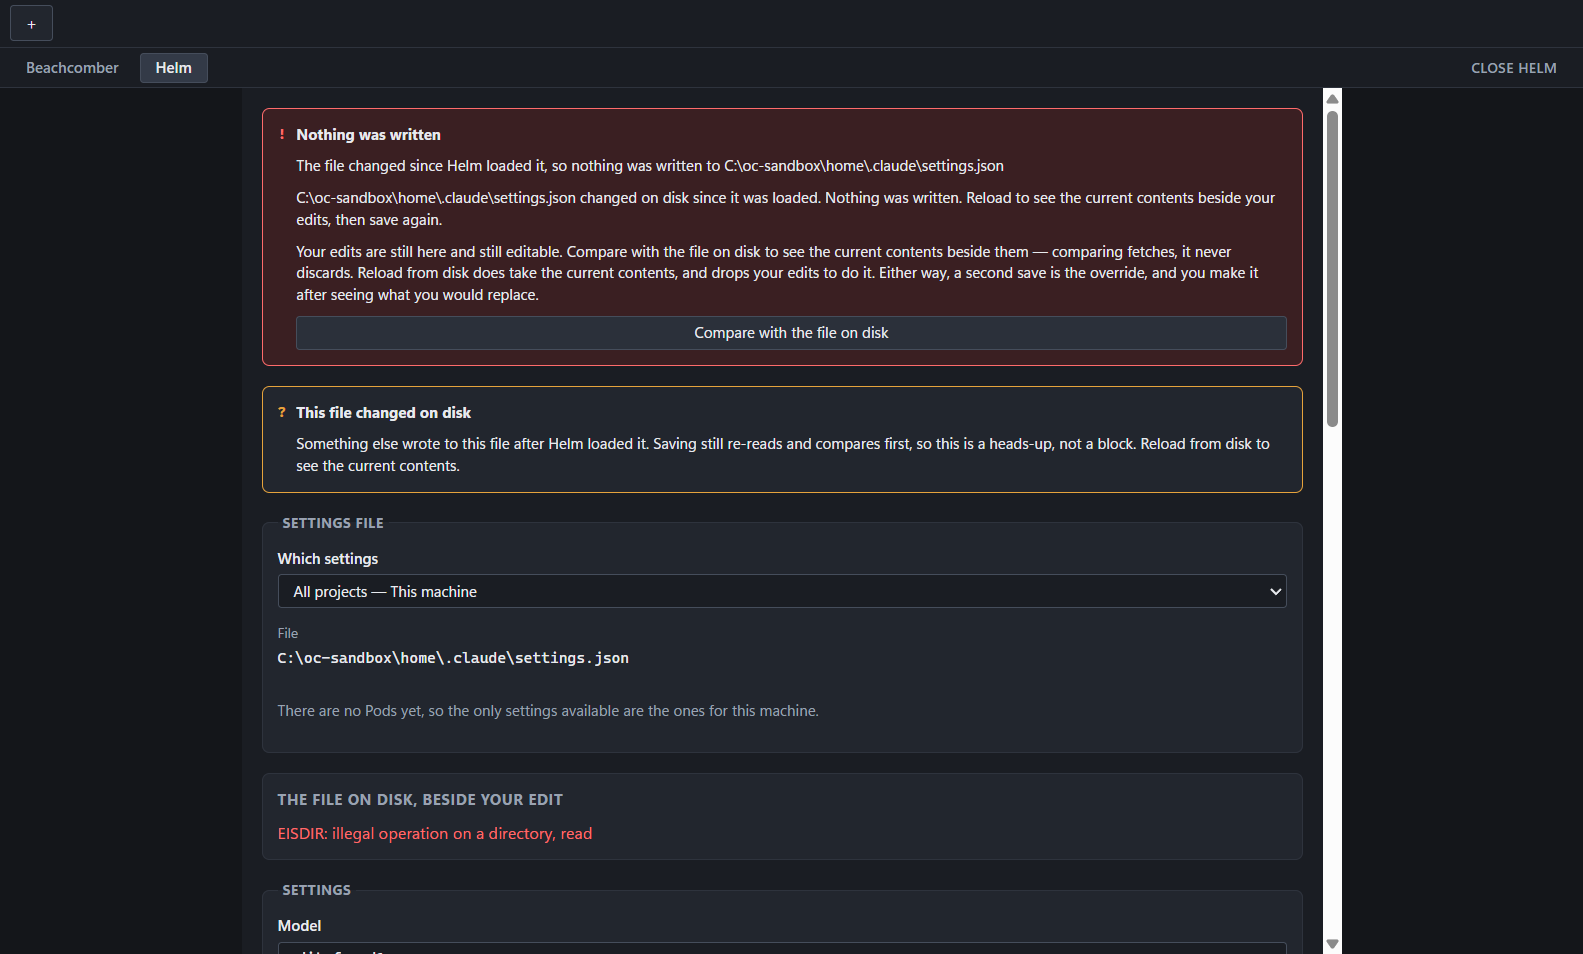 +
Beachcomber
Helm
CLOSE HELM
! Nothing was written
The file changed since Helm loaded it, so nothing was written to C:\oc-sandbox\home\.claude\settings.json
C:\oc-sandbox\home\.claude\settings.json changed on disk since it was loaded. Nothing was written. Reload to see the current contents beside your
edits, then save again.
Your edits are still here and still editable. Compare with the file on disk to see the current contents beside them — comparing fetches, it never
discards. Reload from disk does take the current contents, and drops your edits to do it. Either way, a second save is the override, and you make it
after seeing what you would replace.
Compare with the file on disk
? This file changed on disk
Something else wrote to this file after Helm loaded it. Saving still re-reads and compares first, so this is a heads-up, not a block. Reload from disk to
see the current contents.
SETTINGS FILE
Which settings
All projects — This machine
File
C:\oc-sandbox\home\.claude\settings.json
There are no Pods yet, so the only settings available are the ones for this machine.
THE FILE ON DISK, BESIDE YOUR EDIT
EISDIR: illegal operation on a directory, read
SETTINGS
Model